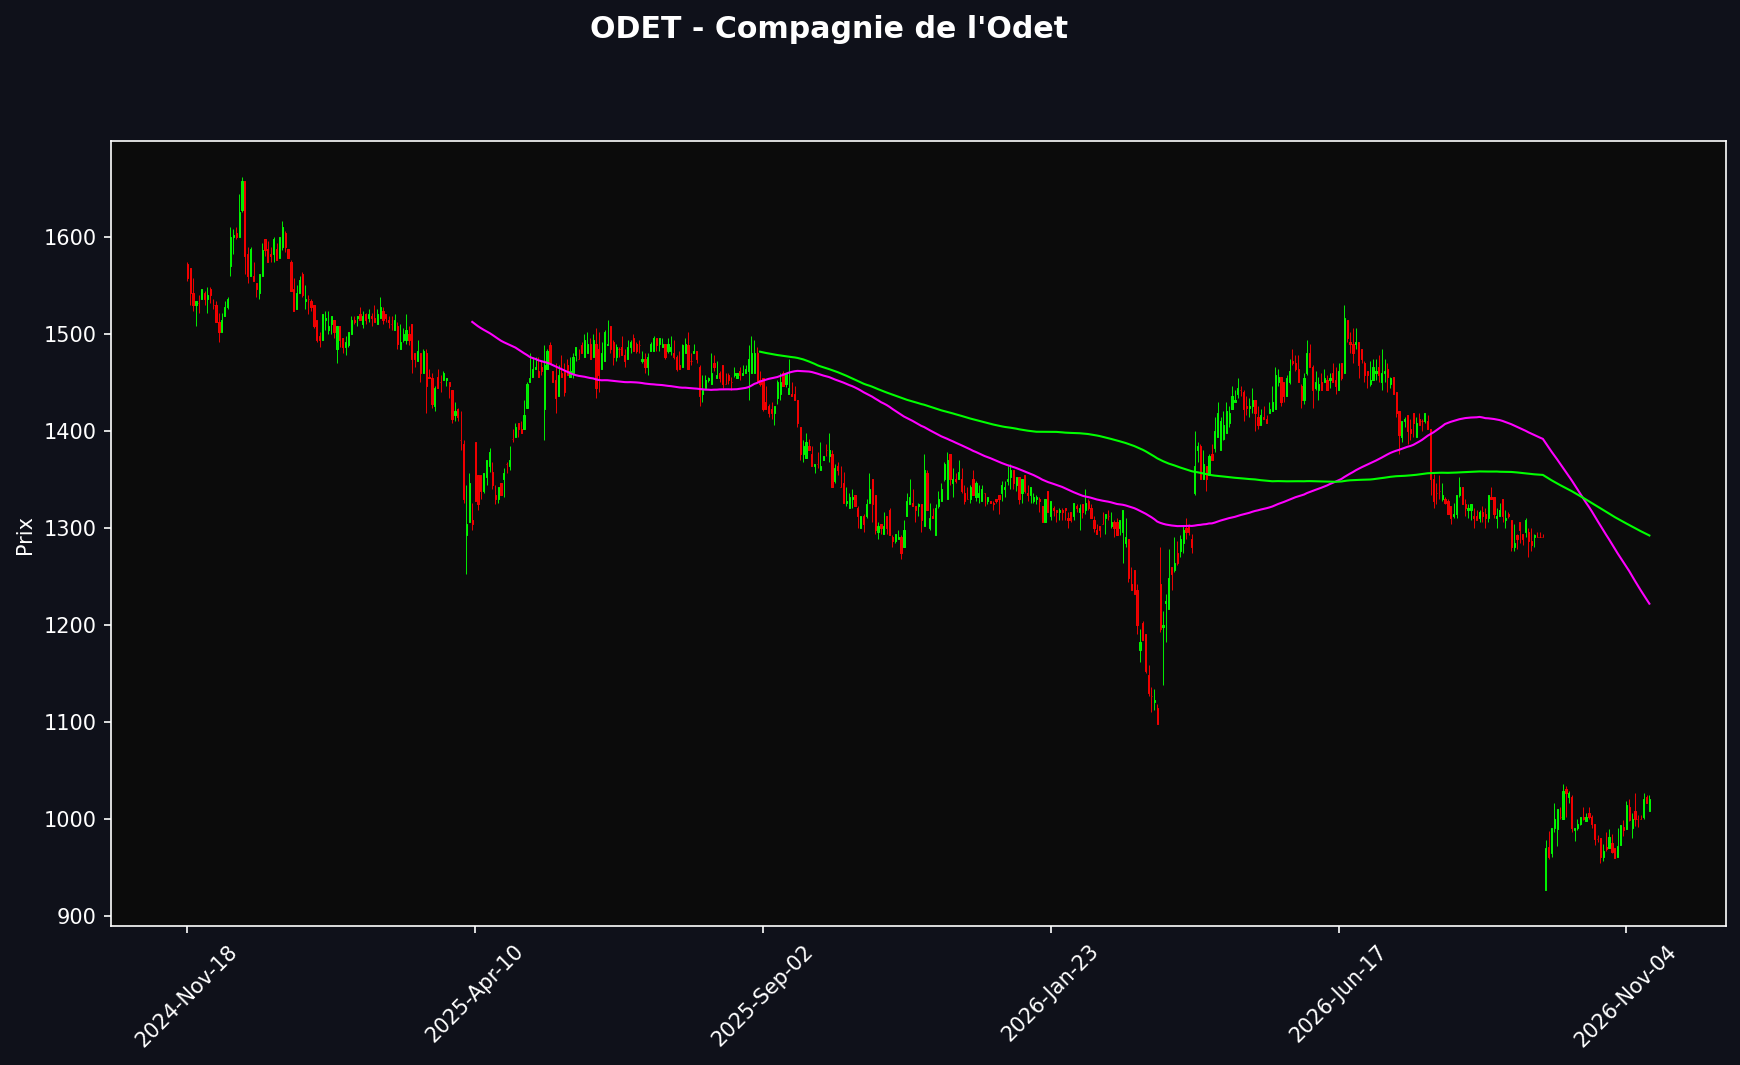 ODET - Compagnie de l'Odet
Prix
1600
1500
1400
1300
1200
1100
1000
900
2024-Nov-18
2025-Apr-10
2025-Sep-02
2026-Jan-23
2026-Jun-17
2026-Nov-04